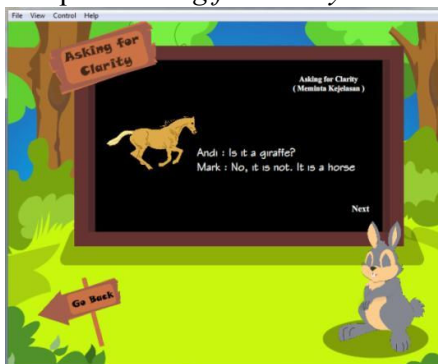 File View Control Help
Asking for
Clarity
Asking for Clarity
( Meminta Kejelasan )
Andi : Is it a giraffe?
Mark : No, it is not. It is a horse
Next
Go Back